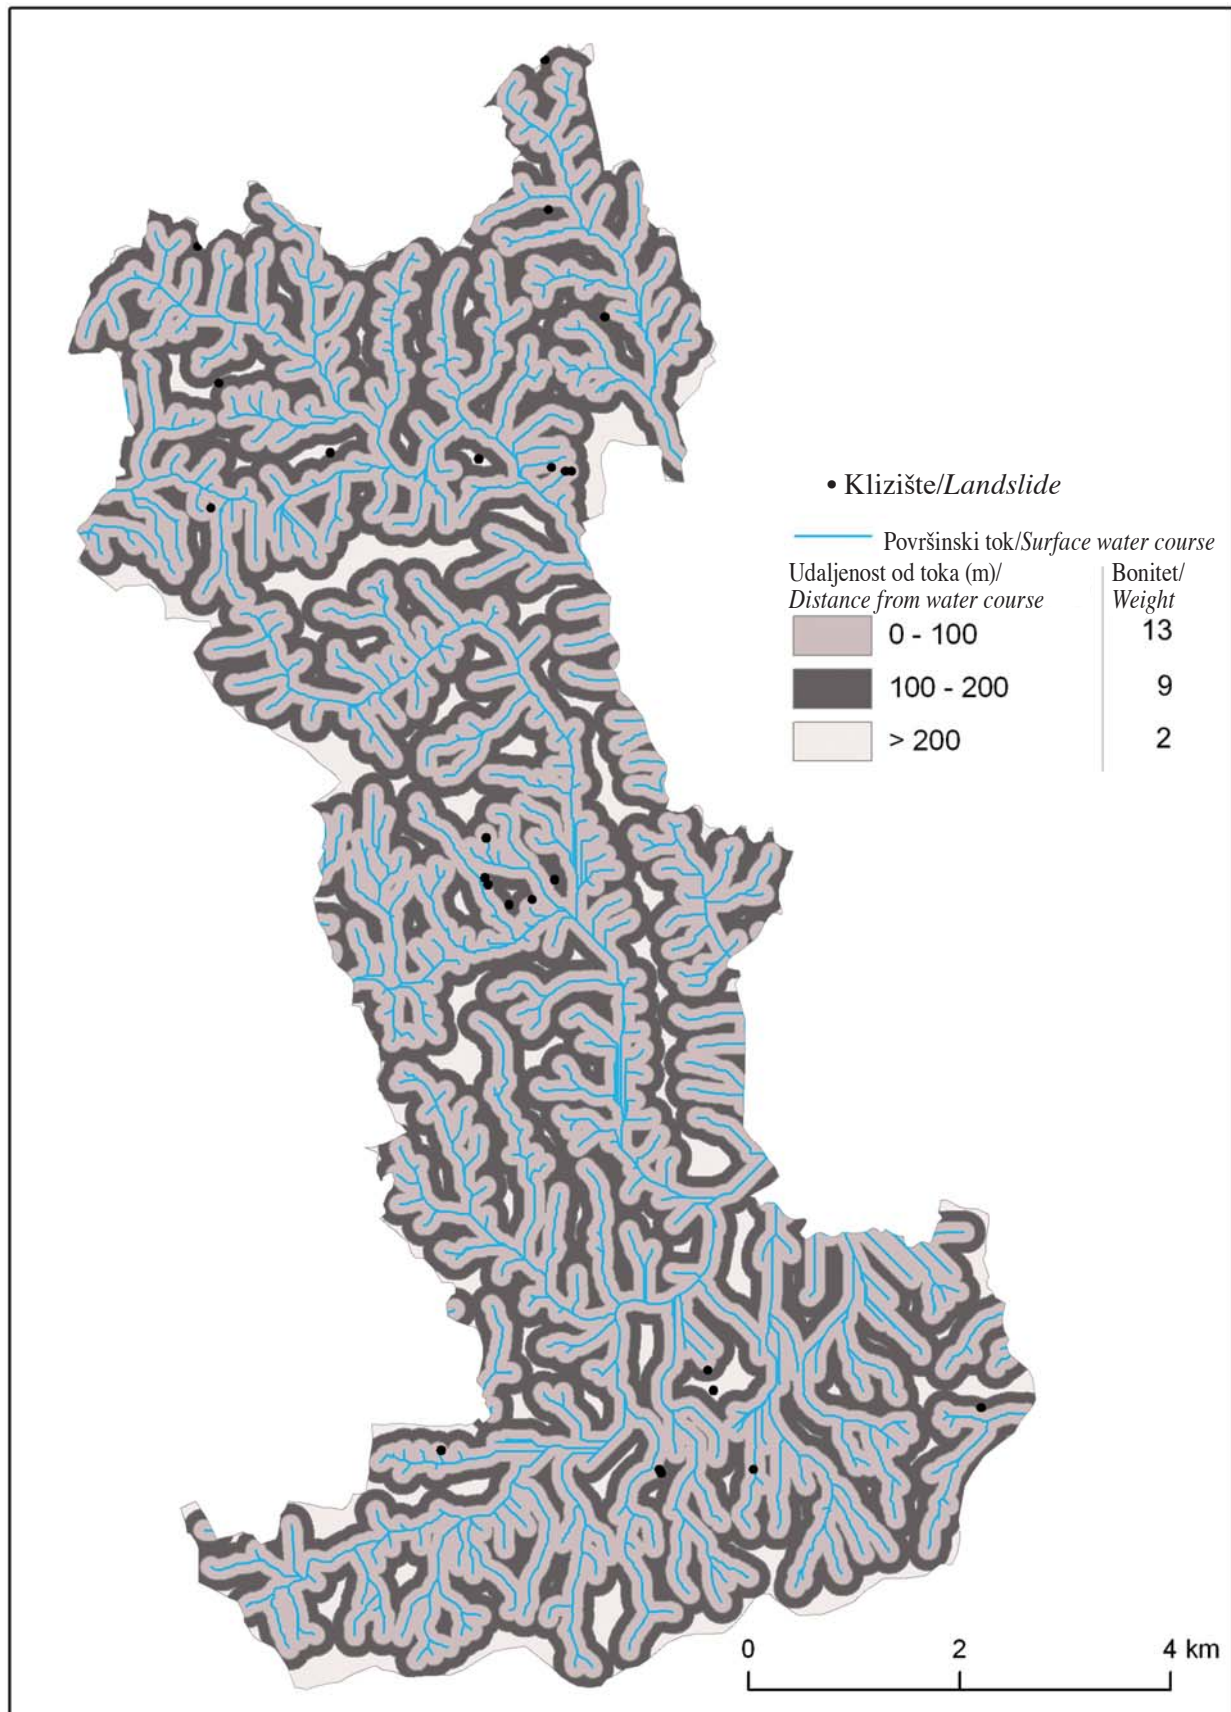 • Klizište/Landslide
Površinski tok/Surface water course
Udaljenost od toka (m)/
Distance from water course
Bonitet/
Weight
0 - 100 13
100 - 200 9
> 200 2
0 2 4 km